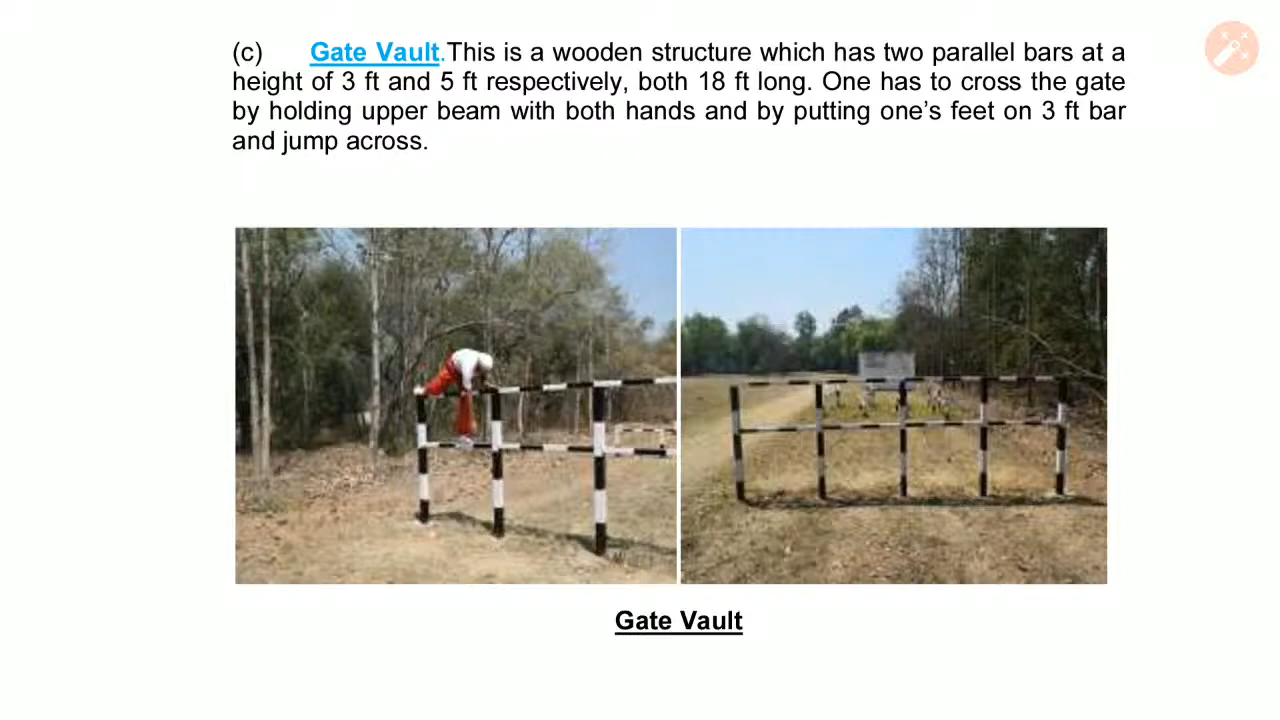 (c) Gate Vault. This is a wooden structure which has two parallel bars at a
height of 3 ft and 5 ft respectively, both 18 ft long. One has to cross the gate
by holding upper beam with both hands and by putting one’s feet on 3 ft bar
and jump across.
Gate Vault